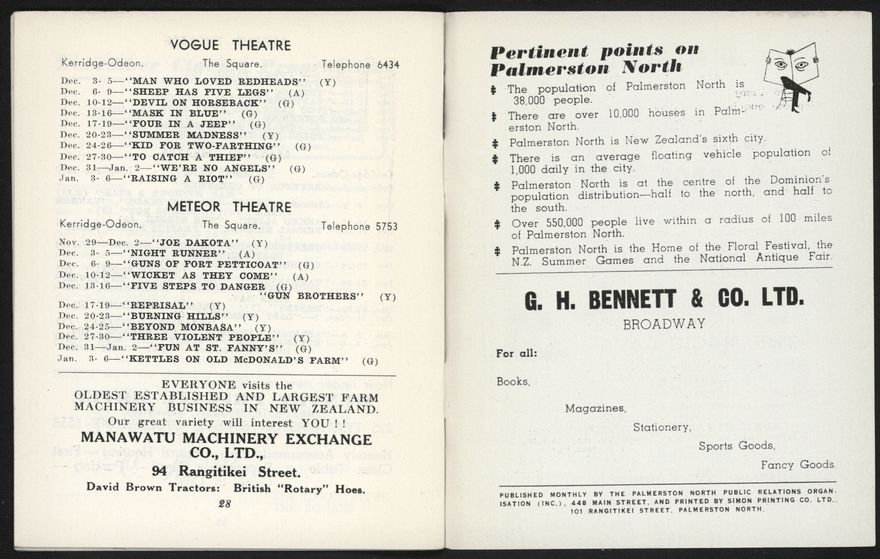 VOGUE THEATRE
Kerridge-Odeon. The Square. Telephone 6434
Dec. 3- 5—"MAN WHO LOVED REDHEADS" (Y)
Dec. 6- 9—"SHEEP HAS FIVE LEGS" (A)
Dec. 10-12—"DEVIL ON HORSEBACK" (G)
Dec. 13-16—"MASK IN BLUE" (G)
Dec. 17-19—"FOUR IN A JEEP" (G)
Dec. 20-23—"SUMMER MADNESS" (Y)
Dec. 24-26—"KID FOR TWO-FARTHING" (G)
Dec. 27-30—"TO CATCH A THIEF" (G)
Dec. 31—Jan. 2—"WE'RE NO ANGELS" (G)
Jan. 3- 6—"RAISING A RIOT" (G)
METEOR THEATRE
Kerridge-Odeon. The Square. Telephone 5753
Nov. 29—Dec. 2—"JOE DAKOTA" (Y)
Dec. 3- 5—"NIGHT RUNNER" (A)
Dec. 6- 9—"GUNS OF FORT PETTICOAT" (G)
Dec. 10-12—"WICKET AS THEY COME" (A)
Dec. 13-16—"FIVE STEPS TO DANGER (G)
"GUN BROTHERS" (Y)
Dec. 17-19—"REPRISAL" (Y)
Dec. 20-23—"BURNING HILLS" (Y)
Dec. 24-25—"BEYOND MONBASA" (Y)
Dec. 27-30—"THREE VIOLENT PEOPLE" (Y)
Dec. 31—Jan. 2—"FUN AT ST. FANNY'S" (G)
Jan. 3- 6—"KETTLES ON OLD McDONALD'S FARM" (G)
EVERYONE visits the
OLDEST ESTABLISHED AND LARGEST FARM
MACHINERY BUSINESS IN NEW ZEALAND.
Our great variety will interest YOU ! !
MANAWATU MACHINERY EXCHANGE
CO., LTD.,
94 Rangitikei Street.
David Brown Tractors: British "Rotary" Hoes.
28
Pertinent points on
Palmerston North
The population of Palmerston North is
38,000 people.
There are over 10,000 houses in Palm-
erston North.
Palmerston North is New Zealand's sixth city.
There is an average floating vehicle population of
1,000 daily in the city.
Palmerston North is at the centre of the Dominion's
population distribution—half to the north, and half to
the south.
Over 550,000 people live within a radius of 100 miles
of Palmerston North.
Palmerston North is the Home of the Floral Festival, the
N.Z. Summer Games and the National Antique Fair.
G. H. BENNETT & CO. LTD.
BROADWAY
For all:
Books,
Magazines,
Stationery,
Sports Goods,
Fancy Goods.
PUBLISHED MONTHLY BY THE PALMERSTON NORTH PUBLIC RELATIONS ORGAN-
ISATION (INC.), 448 MAIN STREET, AND PRINTED BY SIMON PRINTING CO. LTD.,
101 RANGITIKEI STREET, PALMERSTON NORTH.